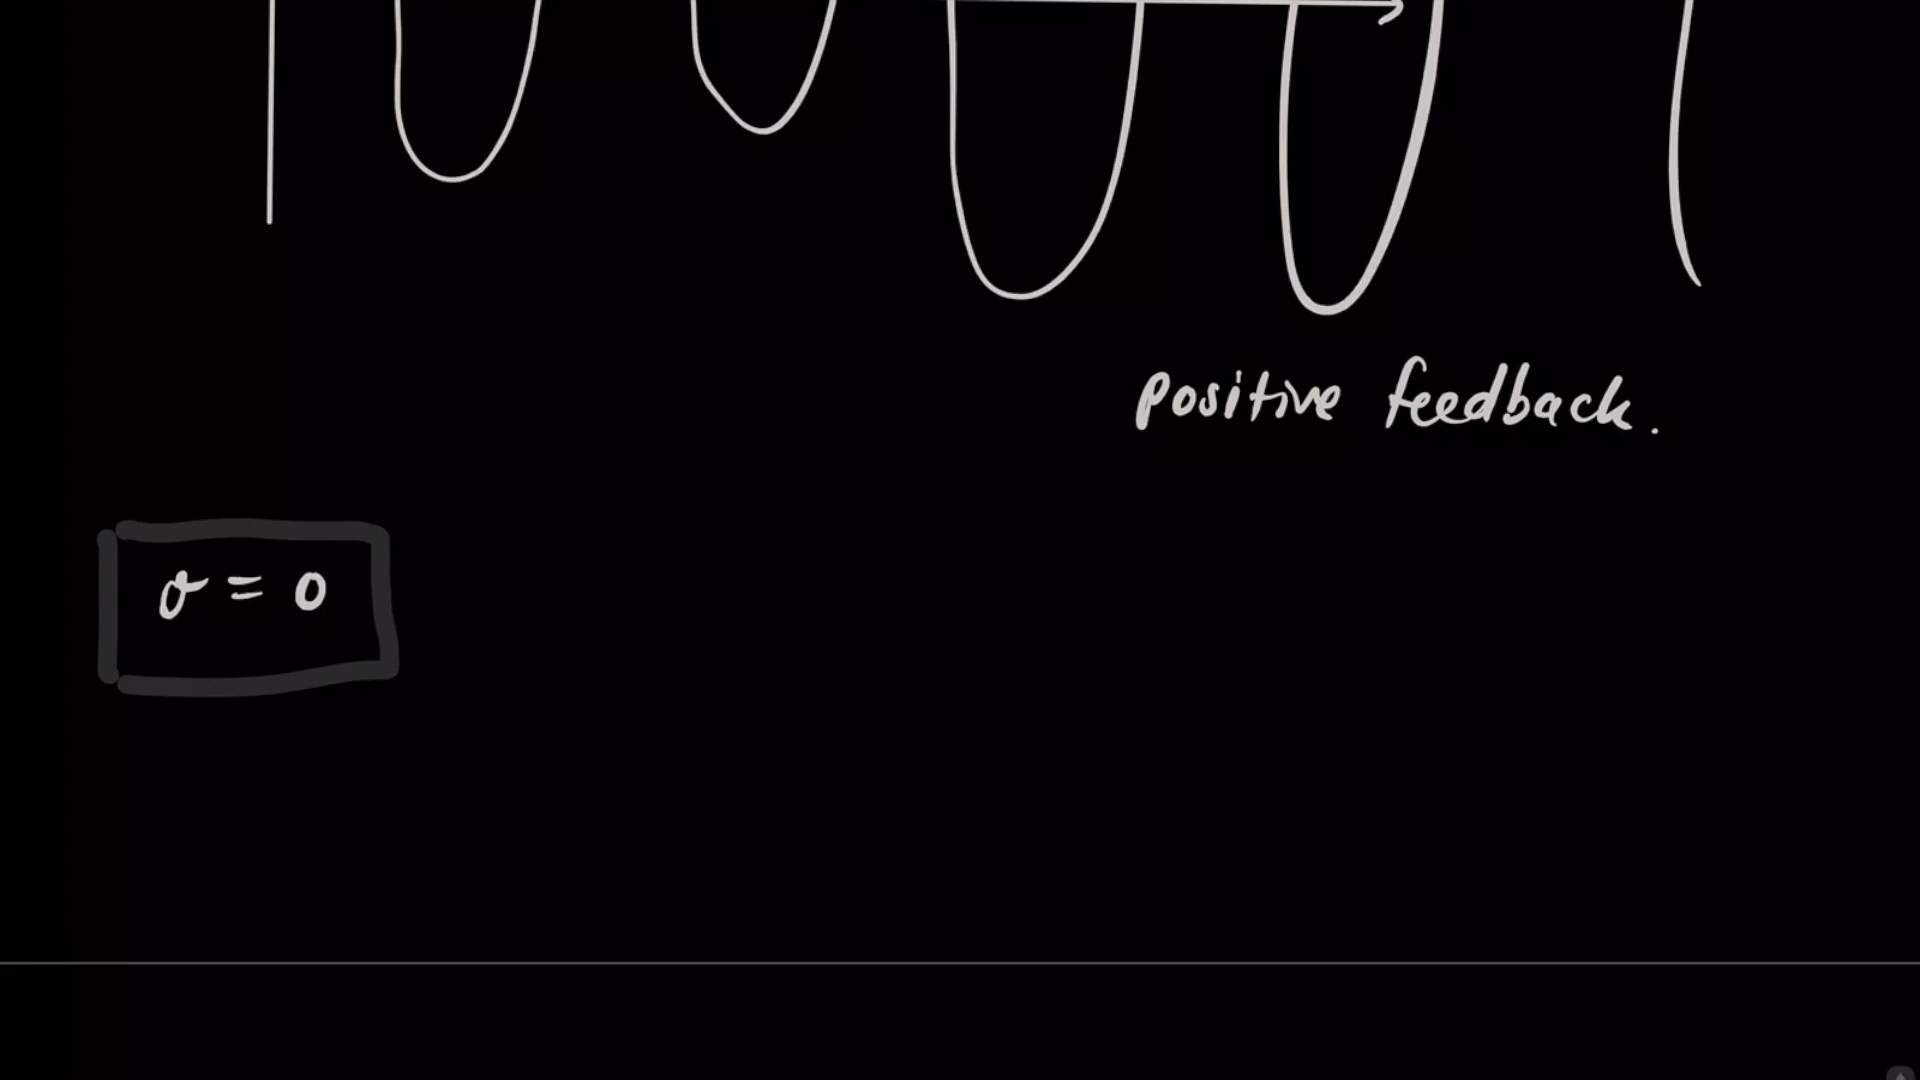 positive feedback.
σ = 0